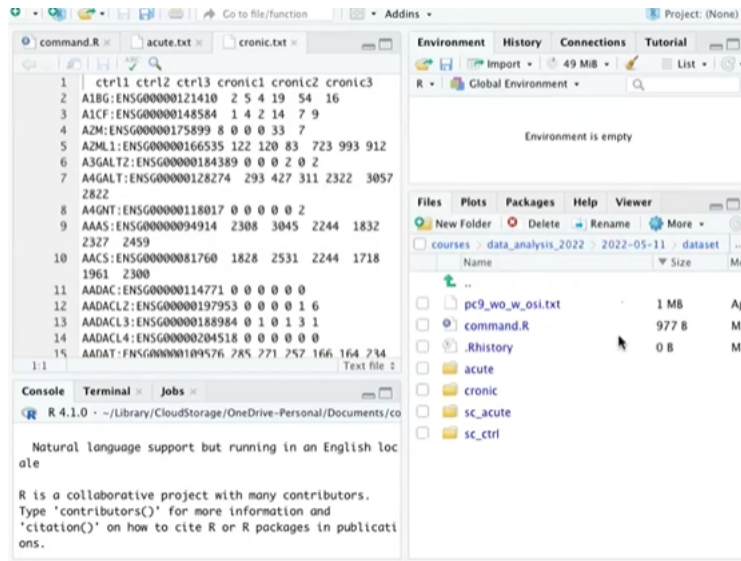 Go to file/function
Addins
Project: (None)
command.R
acute.txt
cronic.txt
1 ctrl1 ctrl2 ctrl3 cronic1 cronic2 cronic3
2 A1BG:ENSG00000121410 2 5 4 19 54 16
3 A1CF:ENSG00000148584 1 4 2 14 7 9
4 A2M:ENSG00000175899 8 0 0 0 33 7
5 A2ML1:ENSG00000166535 122 120 83 723 993 912
6 A3GALT2:ENSG00000184389 0 0 0 2 0 2
7 A4GALT:ENSG00000128274 293 427 311 2322 3057
2822
8 A4GNT:ENSG00000118017 0 0 0 0 0 2
9 AAAS:ENSG00000094914 2308 3045 2244 1832
2327 2459
10 AACS:ENSG00000081760 1828 2531 2244 1718
1961 2300
11 AADAC:ENSG00000114771 0 0 0 0 0 0
12 AADACL2:ENSG00000197953 0 0 0 0 1 6
13 AADACL3:ENSG00000188984 0 1 0 1 3 1
14 AADACL4:ENSG00000204518 0 0 0 0 0 0
15 AADAT:ENSG00000109576 285 271 257 166 164 234
1:1
Text file
Console
Terminal
Jobs
R 4.1.0 · ~/Library/CloudStorage/OneDrive-Personal/Documents/co
Natural language support but running in an English loc
ale
R is a collaborative project with many contributors.
Type 'contributors()' for more information and
'citation()' on how to cite R or R packages in publicati
ons.
Environment History Connections Tutorial
Import
49 MiB
List
R
Global Environment
Environment is empty
Files Plots Packages Help Viewer
New Folder Delete Rename More
courses data_analysis_2022 2022-05-11 dataset
Name Size
..
pc9_wo_w_osi.txt 1 MB
command.R 977 B
.Rhistory 0 B
acute
cronic
sc_acute
sc_ctrl